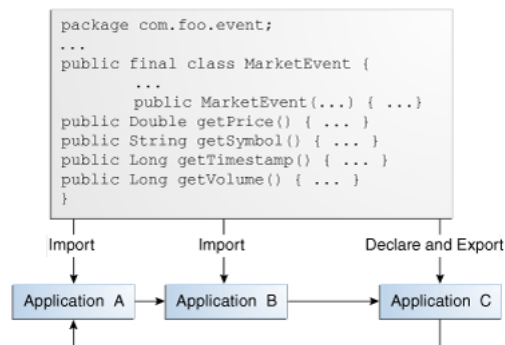 package com.foo.event;
...
public final class MarketEvent {
...
public MarketEvent(...) { ...}
public Double getPrice() { ... }
public String getSymbol() { ... }
public Long getTimestamp() { ... }
public Long getVolume() { ... }
}
Import Import Declare and Export
Application A Application B Application C